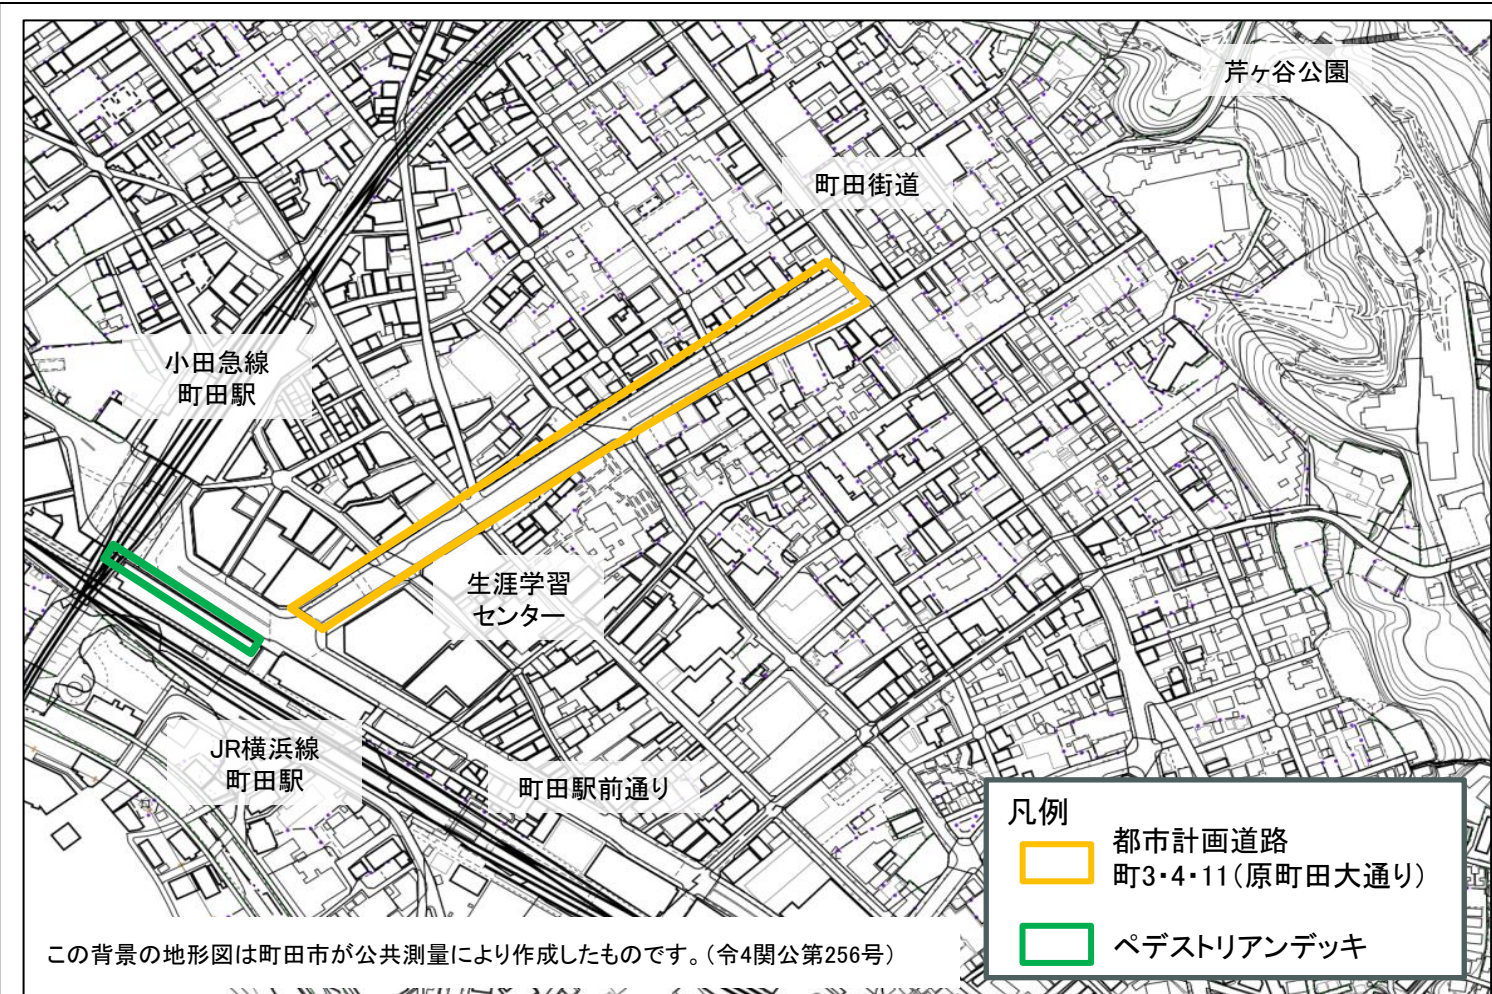 芹ヶ谷公園
町田街道
小田急線
町田駅
生涯学習
センター
JR横浜線
町田駅
町田駅前通り
凡例
都市計画道路
町3・4・11(原町田大通り)
ペデストリアンデッキ
この背景の地形図は町田市が公共測量により作成したものです。(令4関公第256号)